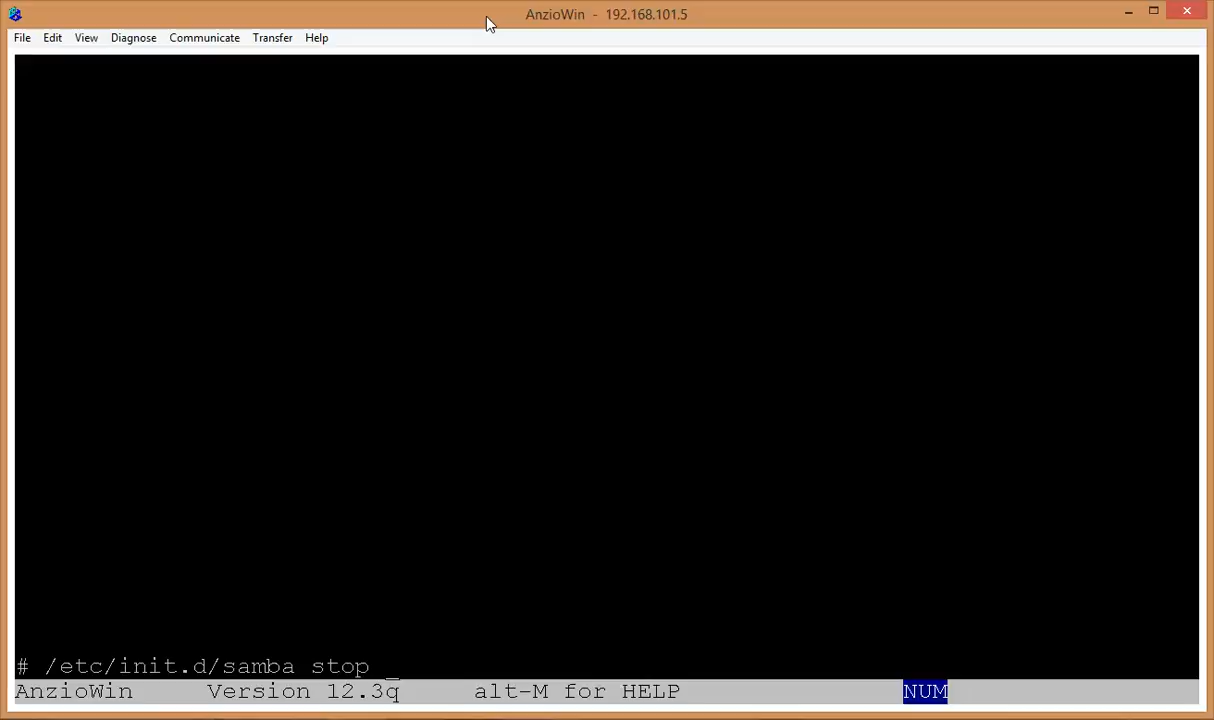 AnzioWin - 192.168.101.5
File Edit View Diagnose Communicate Transfer Help
# /etc/init.d/samba stop _
AnzioWin Version 12.3q alt-M for HELP NUM